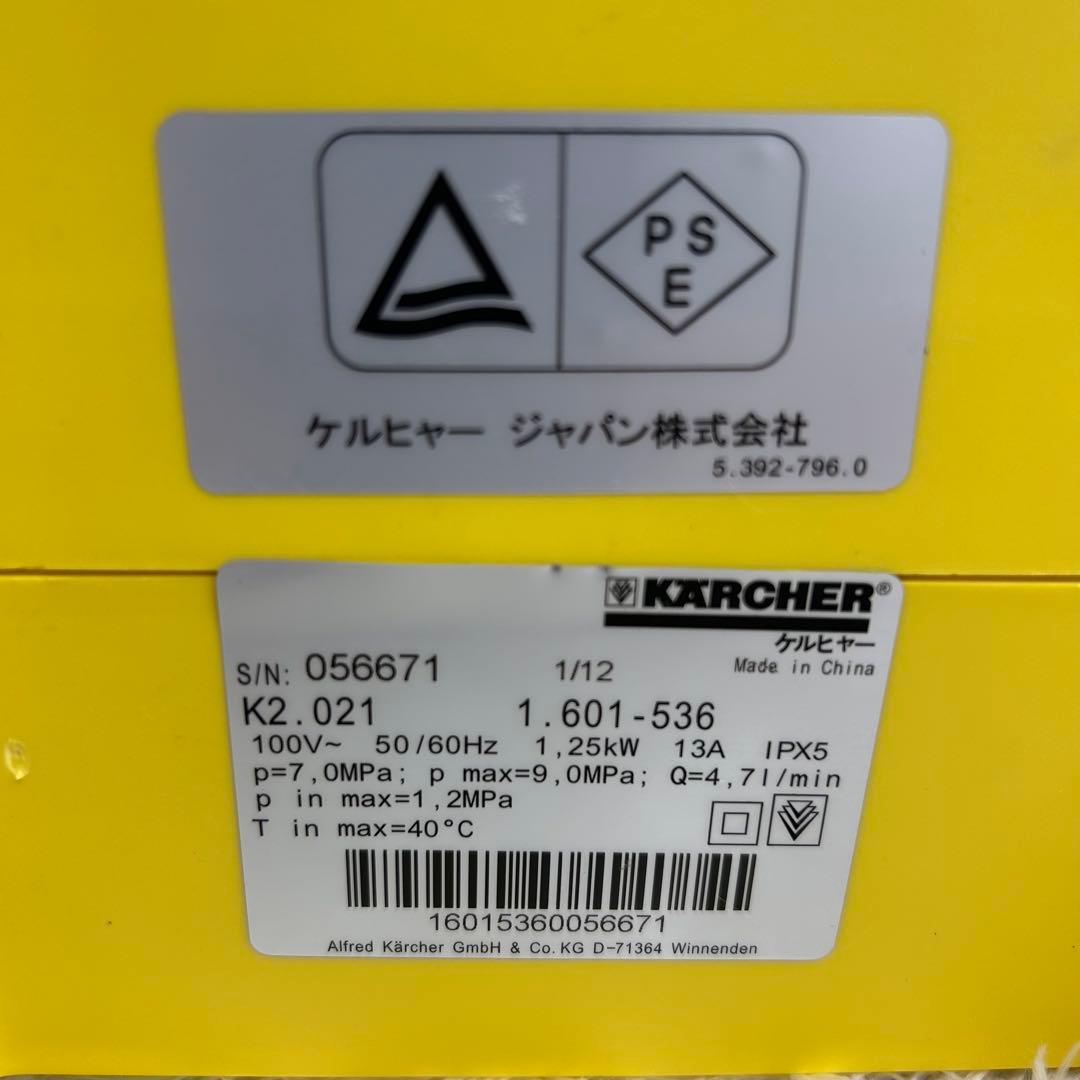 PS
E
ケルヒャー ジャパン株式会社
5.392-796.0
KÄRCHER®
ケルヒャー
Made in China
S/N: 056671 1/12
K2.021 1.601-536
100V~ 50/60Hz 1,25kW 13A IPX5
p=7,0MPa; p max=9,0MPa; Q=4,7l/min
p in max=1,2MPa
T in max=40°C
16015360056671
Alfred Kärcher GmbH & Co.KG D-71364 Winnenden